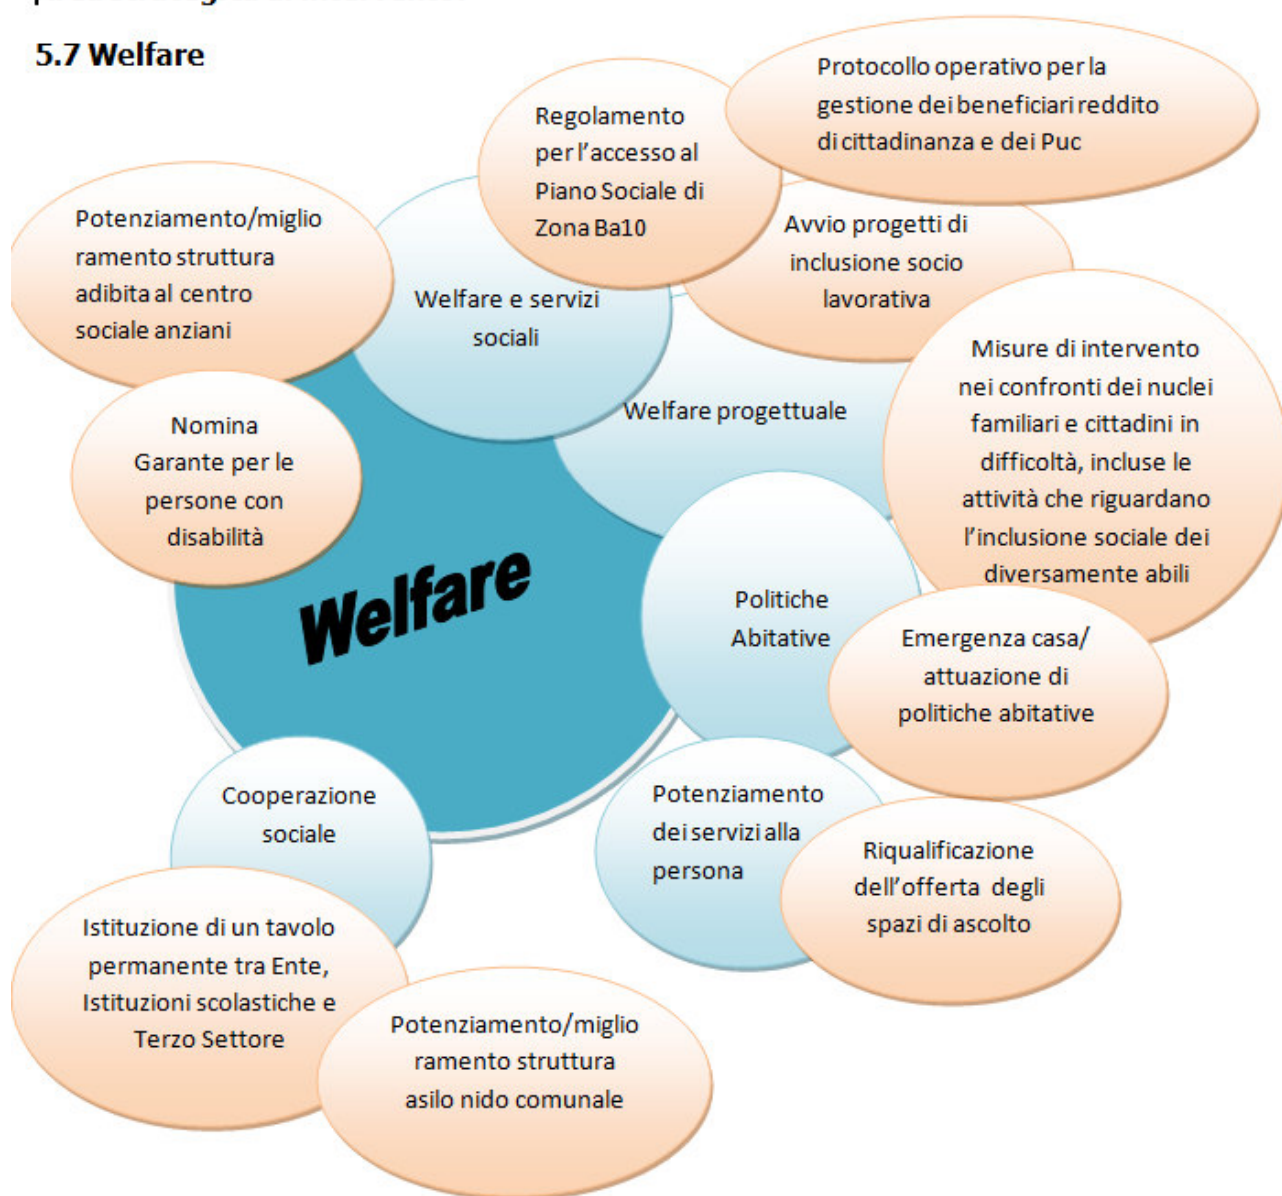 5.7 Welfare
Protocollo operativo per la
gestione dei beneficiari reddito
di cittadinanza e dei Puc
Regolamento
per l’accesso al
Piano Sociale di
Zona Ba10
Potenziamento/miglio
ramento struttura
adibita al centro
sociale anziani
Avvio progetti di
inclusione socio
lavorativa
Welfare e servizi
sociali
Misure di intervento
nei confronti dei nuclei
familiari e cittadini in
difficoltà, incluse le
attività che riguardano
l’inclusione sociale dei
diversamente abili
Welfare progettuale
Nomina
Garante per le
persone con
disabilità
Welfare
Politiche
Abitative
Emergenza casa/
attuazione di
politiche abitative
Cooperazione
sociale
Potenziamento
dei servizi alla
persona
Riqualificazione
dell’offerta degli
spazi di ascolto
Istituzione di un tavolo
permanente tra Ente,
Istituzioni scolastiche e
Terzo Settore
Potenziamento/miglio
ramento struttura
asilo nido comunale